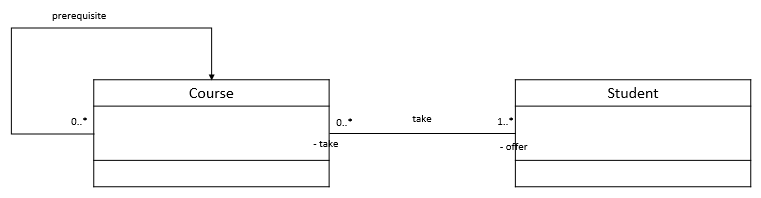 prerequisite
Course
Student
0..*
0..*
take
1..*
- take
- offer